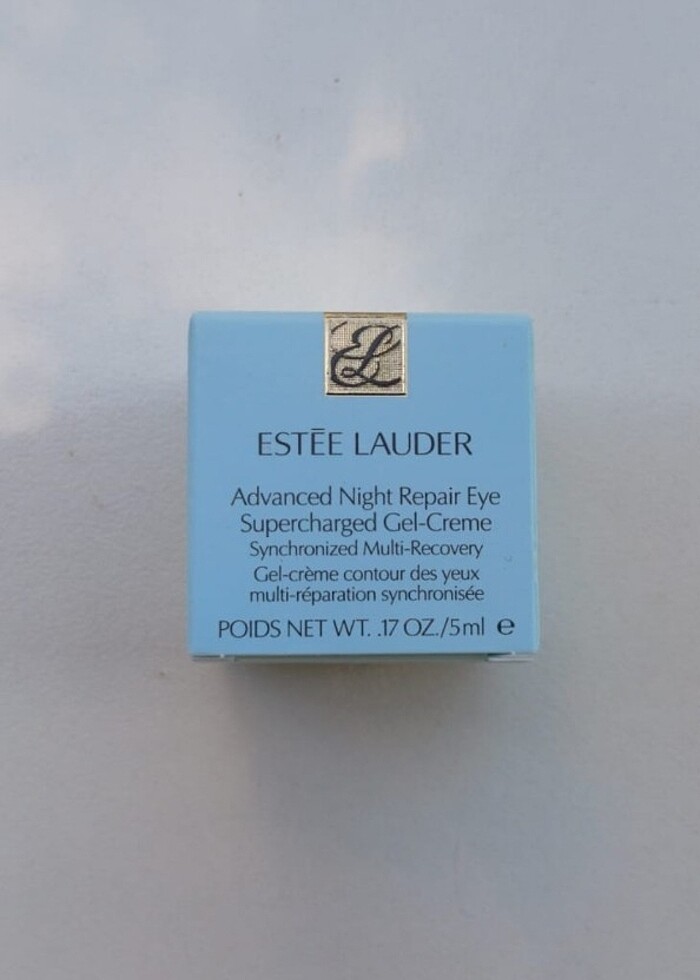 EL
ESTĒE LAUDER
Advanced Night Repair Eye
Supercharged Gel-Creme
Synchronized Multi-Recovery
Gel-crème contour des yeux
multi-réparation synchronisée
POIDS NET WT. .17 OZ./5ml ℮